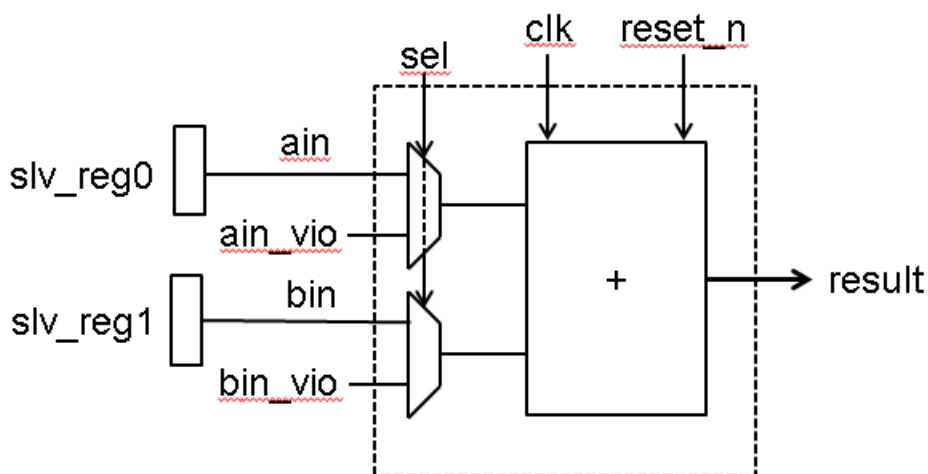 clk
reset_n
sel
ain
slv_reg0
ain_vio
bin
slv_reg1
bin_vio
+
result